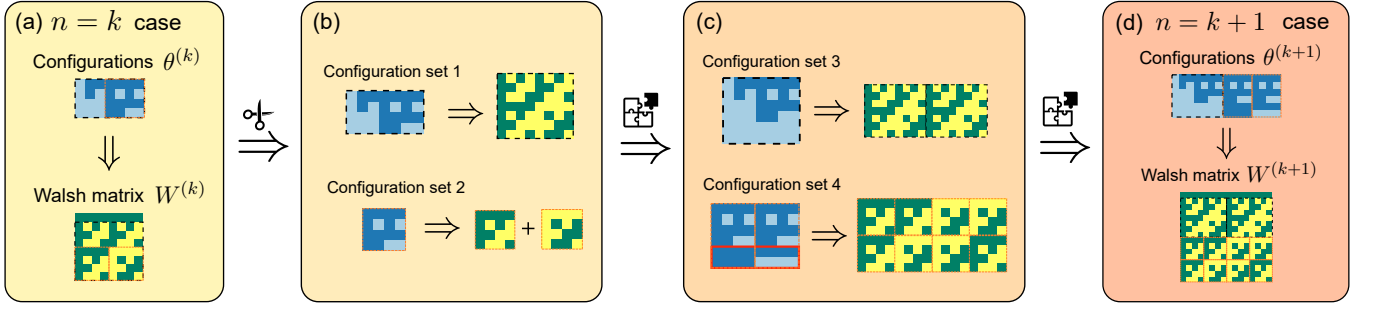 (a) n = k case
Configurations θ^(k)
Walsh matrix W^(k)
(b)
Configuration set 1
Configuration set 2
+
(c)
Configuration set 3
Configuration set 4
(d) n = k + 1 case
Configurations θ^(k+1)
Walsh matrix W^(k+1)